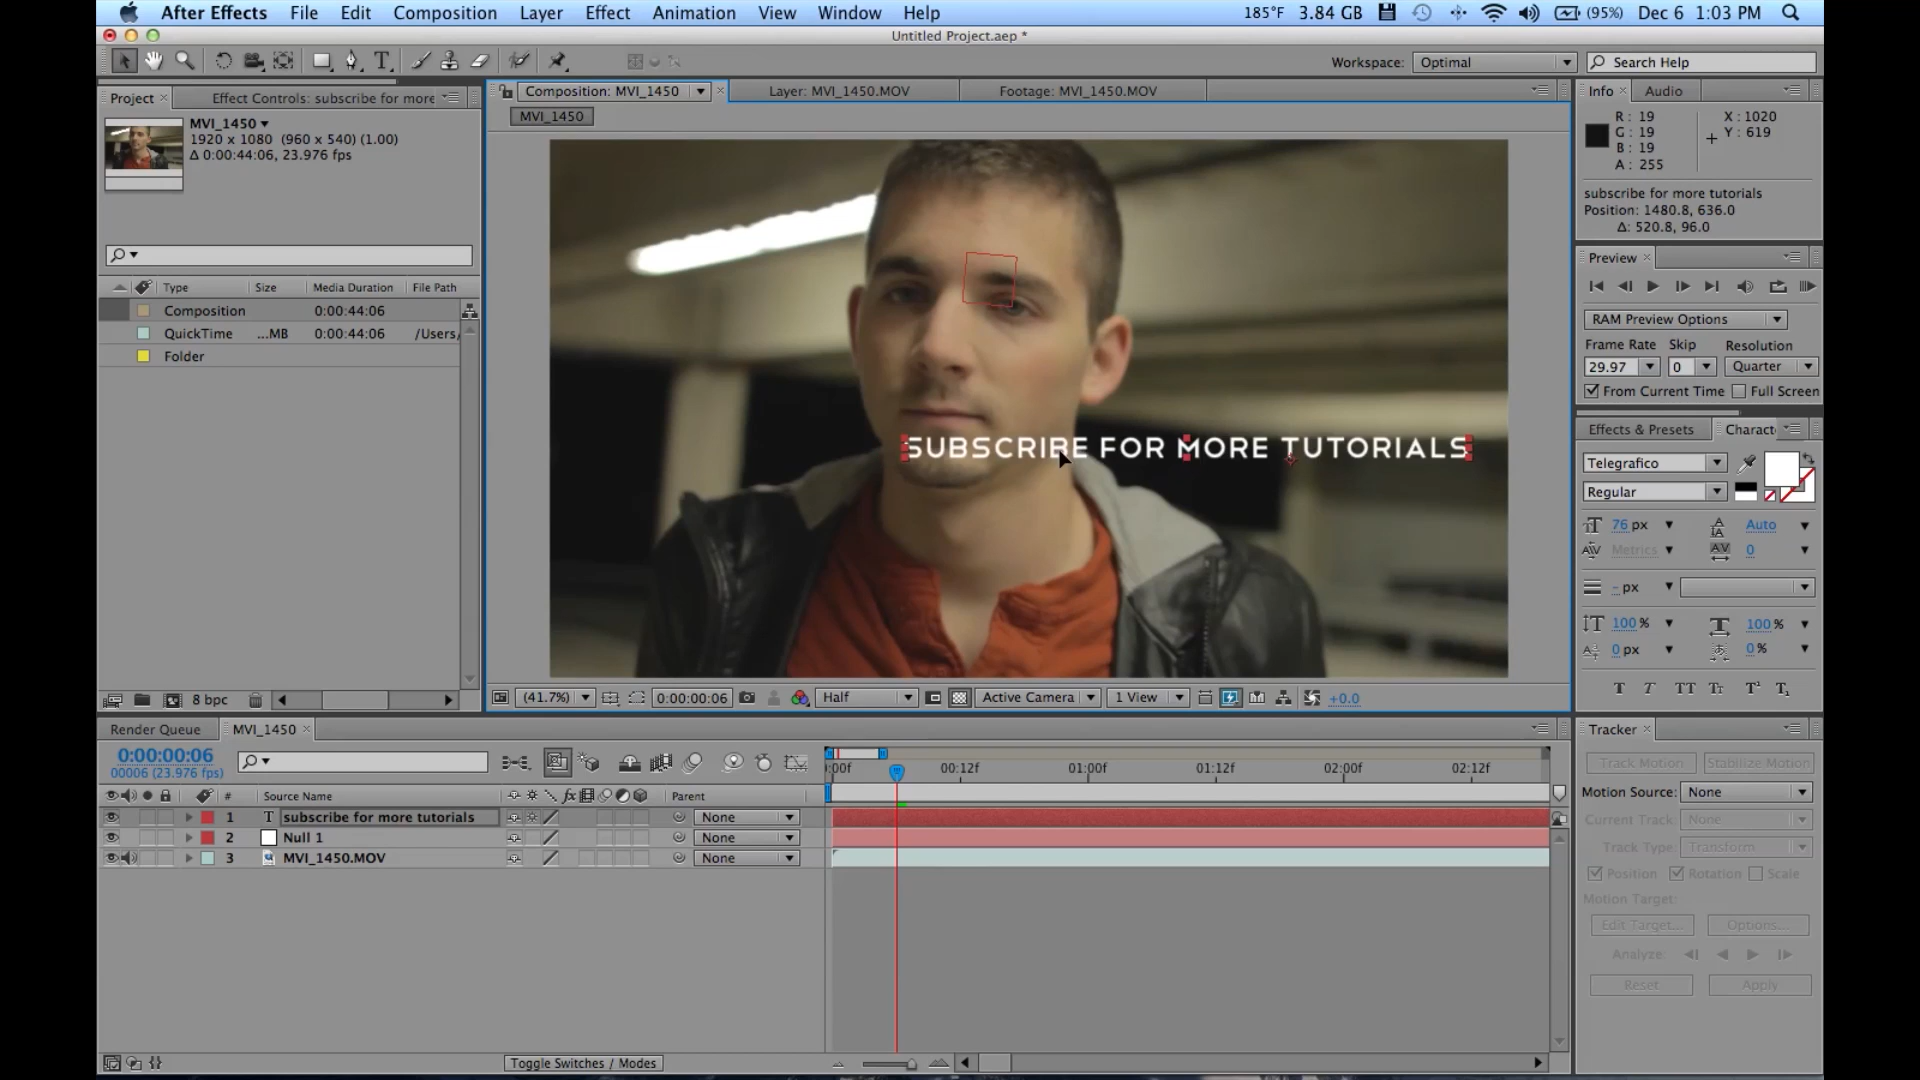 After Effects File Edit Composition Layer Effect Animation View Window Help 185°F 3.84 GB (95%) Dec 6 1:03 PM
Untitled Project.aep *
Workspace: Optimal Search Help
Project Effect Controls: subscribe for more
MVI_1450
1920 x 1080 (960 x 540) (1.00)
Δ 0:00:44:06, 23.976 fps
Type Size Media Duration File Path
Composition 0:00:44:06
QuickTime ...MB 0:00:44:06 /Users/
Folder
8 bpc
Composition: MVI_1450 Layer: MVI_1450.MOV Footage: MVI_1450.MOV
MVI_1450
SUBSCRIBE FOR MORE TUTORIALS
(41.7%) 0:00:00:06 Half Active Camera 1 View +0.0
Info Audio
R: 19 X: 1020
G: 19 Y: 619
B: 19
A: 255
subscribe for more tutorials
Position: 1480.8, 636.0
Δ: 520.8, 96.0
Preview
RAM Preview Options
Frame Rate Skip Resolution
29.97 0 Quarter
From Current Time Full Screen
Effects & Presets Charact
Telegrafico
Regular
76 px Auto
Metrics 0
- px
100 % 100 %
0 px 0 %
T T TT Tr T¹ T₁
Render Queue MVI_1450
0:00:00:06
00006 (23.976 fps)
:00f 00:12f 01:00f 01:12f 02:00f 02:12f
# Source Name Parent
1 T subscribe for more tutorials None
2 Null 1 None
3 MVI_1450.MOV None
Toggle Switches / Modes
Tracker
Track Motion Stabilize Motion
Motion Source: None
Current Track: None
Track Type: Transform
Position Rotation Scale
Motion Target:
Edit Target... Options...
Analyze:
Reset Apply